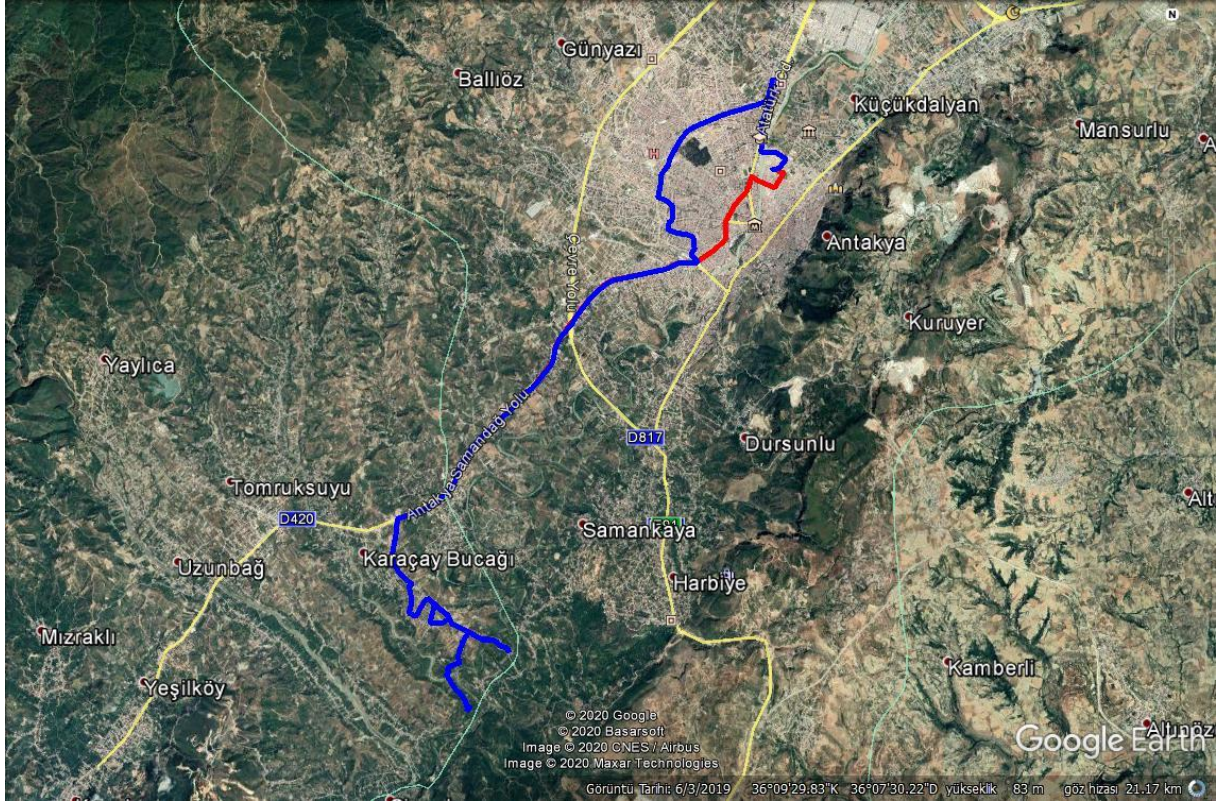 N
Günyazı
Ballıöz
Atatürk Cd
Küçükdalyan
Mansurlu
H
M
Antakya
Çevre Yolu
Kuruyer
Yaylıca
D817
Dursunlu
Antakya Samandağ Yolu
Tomruksuyu
D420
Samankaya
Karaçay Bucağı
Uzunbağ
Harbiye
Mızraklı
Kamberli
Yeşilköy
Altınöz
© 2020 Google
© 2020 Basarsoft
Image © 2020 CNES / Airbus
Image © 2020 Maxar Technologies
Google Earth
Görüntü Tarihi: 6/3/2019 36°09'29.83"K 36°07'30.22"D yükseklik 83 m göz hizası 21.17 km